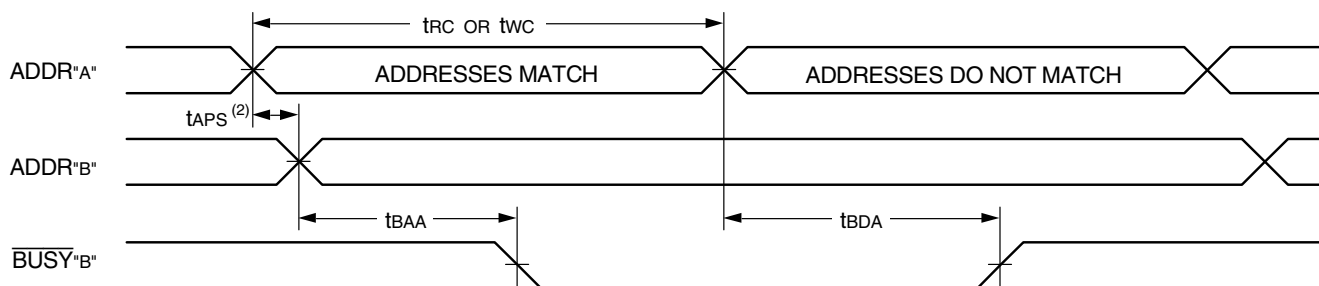 tRC OR tWC
ADDR"A"
ADDRESSES MATCH
ADDRESSES DO NOT MATCH
tAPS (2)
ADDR"B"
tBAA
tBDA
BUSY"B"